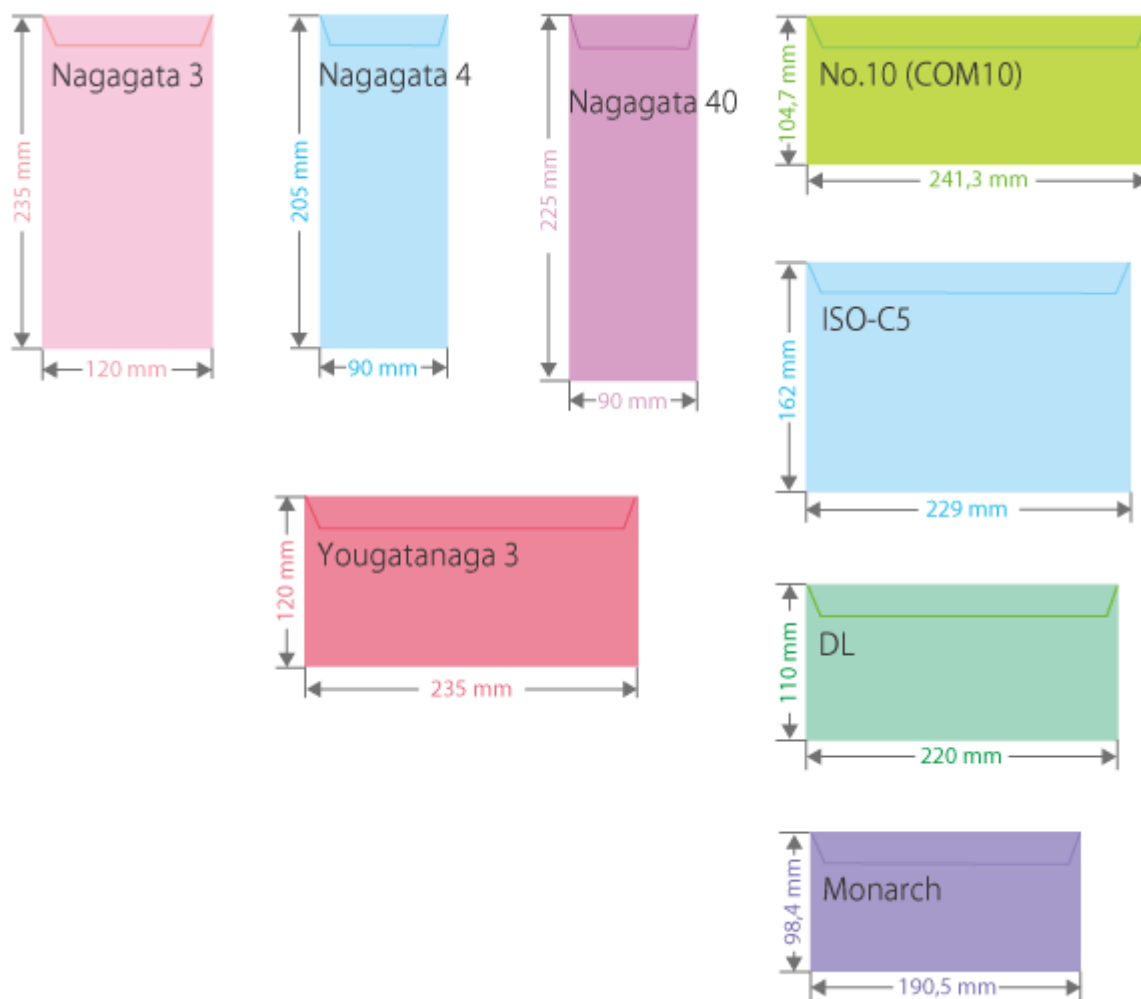 Nagagata 3
235 mm
120 mm
Nagagata 4
205 mm
90 mm
Nagagata 40
225 mm
90 mm
No.10 (COM10)
104,7 mm
241,3 mm
ISO-C5
162 mm
229 mm
Yougatanaga 3
120 mm
235 mm
DL
110 mm
220 mm
Monarch
98,4 mm
190,5 mm